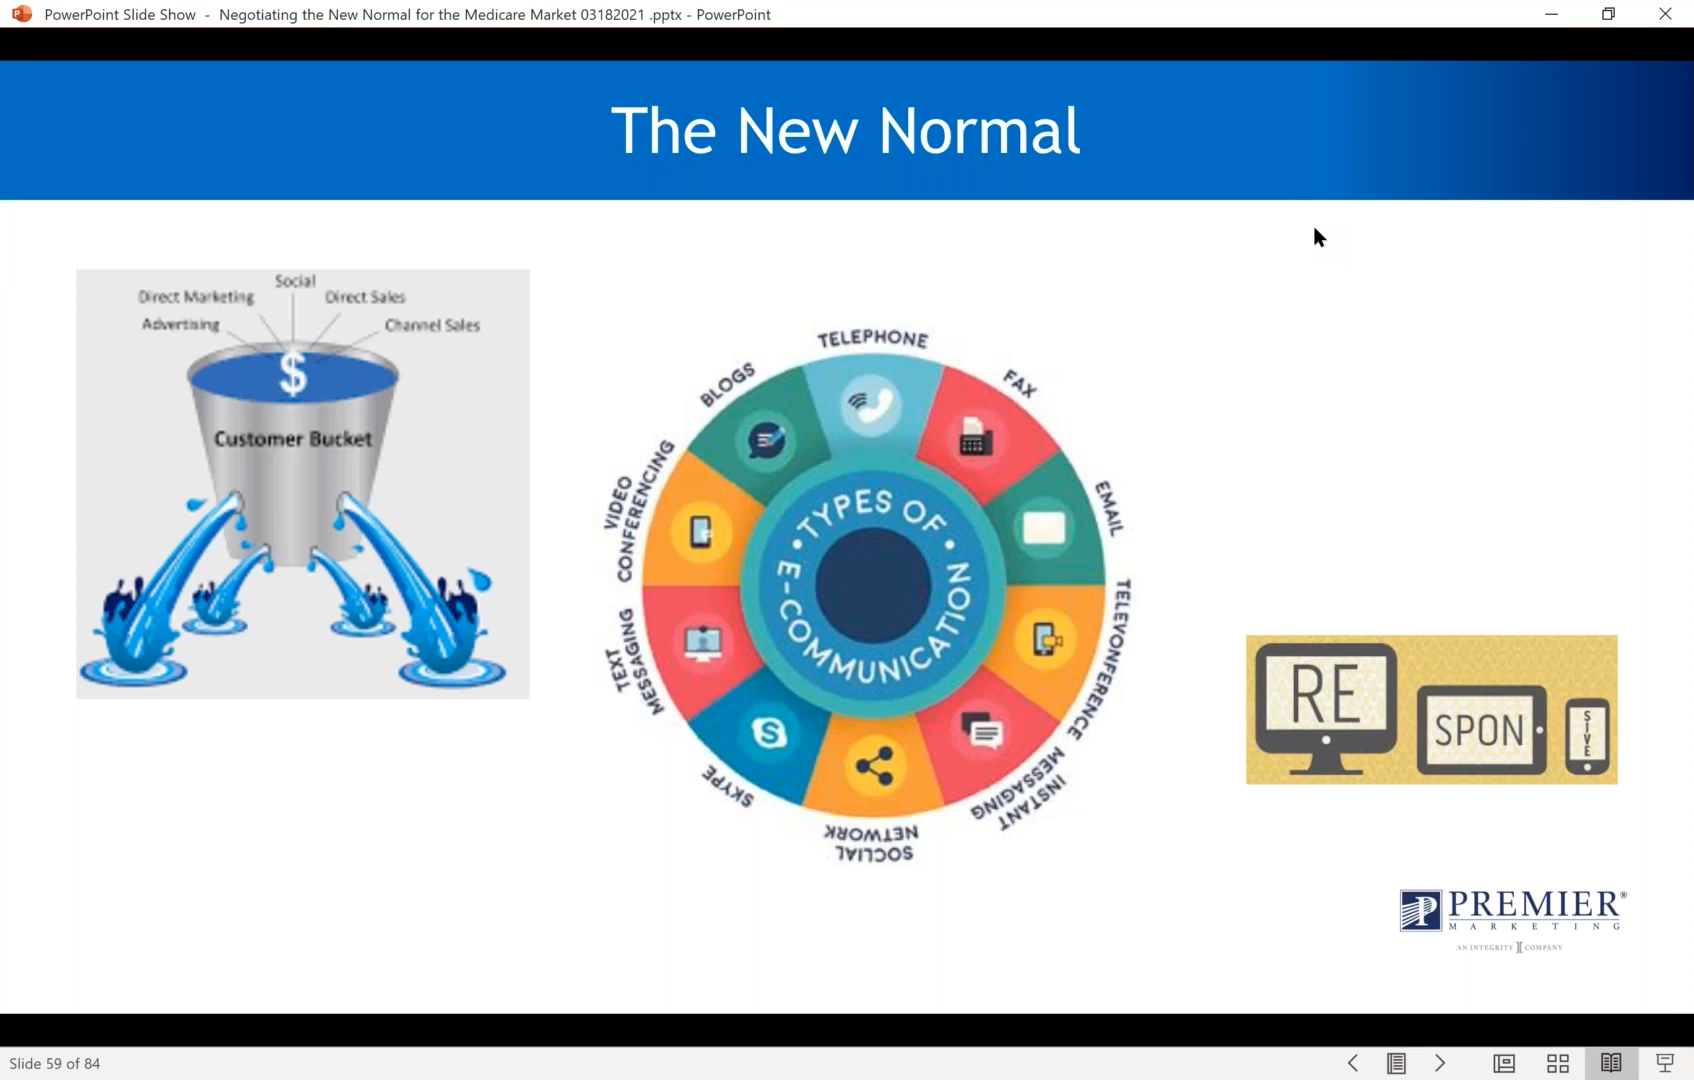 PowerPoint Slide Show - Negotiating the New Normal for the Medicare Market 03182021 .pptx - PowerPoint
The New Normal
Social
Direct Marketing
Direct Sales
Advertising
Channel Sales
$
Customer Bucket
TELEPHONE
FAX
EMAIL
TELEVONFERENCE
INSTANT
MESSAGING
SOCLIAL
NETWORK
SKYPE
TEXT
MESSAGING
VIDEO
CONFERENCING
BLOGS
• TYPES OF •
E-COMMUNICATION
RE
SPON
SIVE
PREMIER®
MARKETING
AN INTEGRITY COMPANY
Slide 59 of 84